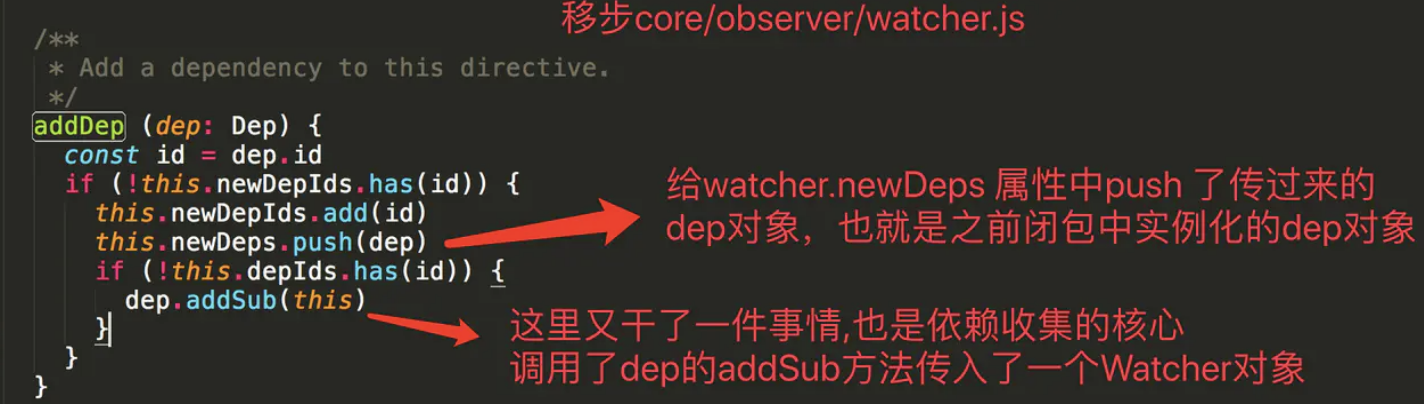 移步core/observer/watcher.js
/**
* Add a dependency to this directive.
*/
addDep (dep: Dep) {
const id = dep.id
if (!this.newDepIds.has(id)) {
this.newDepIds.add(id)
this.newDeps.push(dep)
给watcher.newDeps 属性中push 了传过来的
dep对象，也就是之前闭包中实例化的dep对象
if (!this.depIds.has(id)) {
dep.addSub(this)
这里又干了一件事情,也是依赖收集的核心
调用了dep的addSub方法传入了一个Watcher对象
}
}
}